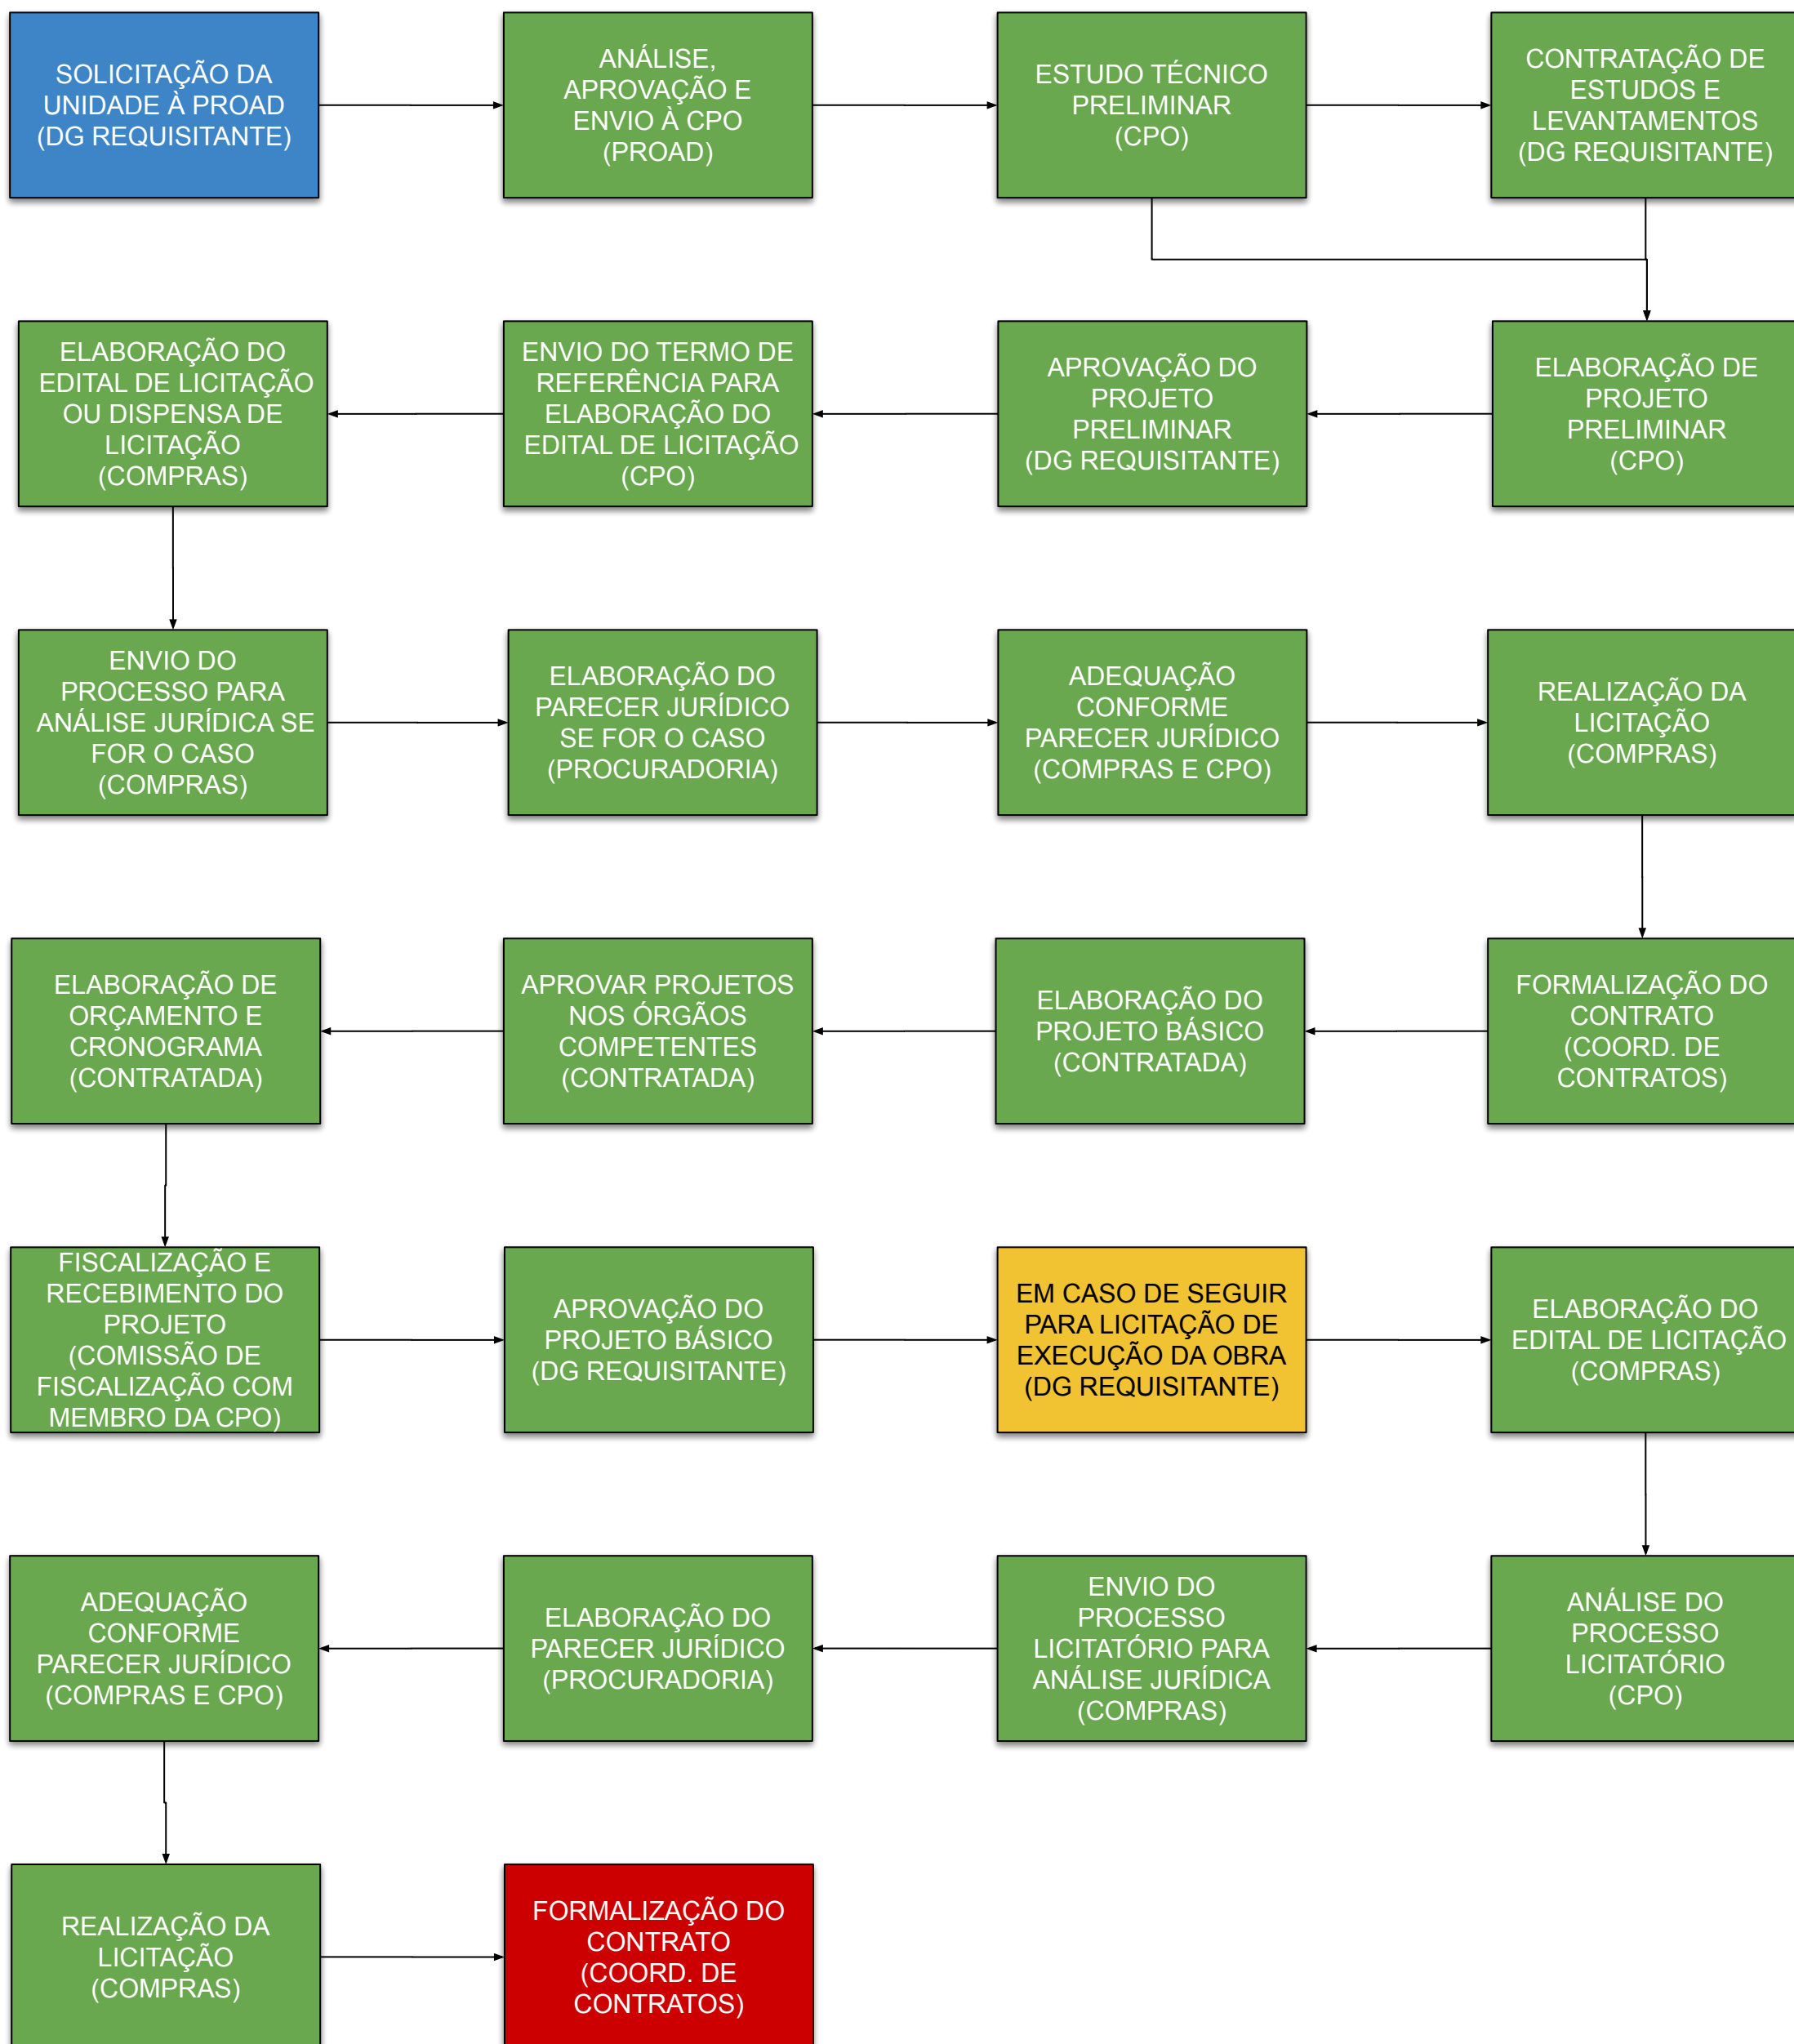 SOLICITAÇÃO DA
UNIDADE À PROAD
(DG REQUISITANTE)
ANÁLISE,
APROVAÇÃO E
ENVIO À CPO
(PROAD)
ESTUDO TÉCNICO
PRELIMINAR
(CPO)
CONTRATAÇÃO DE
ESTUDOS E
LEVANTAMENTOS
(DG REQUISITANTE)
ELABORAÇÃO DE
PROJETO
PRELIMINAR
(CPO)
APROVAÇÃO DO
PROJETO
PRELIMINAR
(DG REQUISITANTE)
ENVIO DO TERMO DE
REFERÊNCIA PARA
ELABORAÇÃO DO
EDITAL DE LICITAÇÃO
(CPO)
ELABORAÇÃO DO
EDITAL DE LICITAÇÃO
OU DISPENSA DE
LICITAÇÃO
(COMPRAS)
ENVIO DO
PROCESSO PARA
ANÁLISE JURÍDICA SE
FOR O CASO
(COMPRAS)
ELABORAÇÃO DO
PARECER JURÍDICO
SE FOR O CASO
(PROCURADORIA)
ADEQUAÇÃO
CONFORME
PARECER JURÍDICO
(COMPRAS E CPO)
REALIZAÇÃO DA
LICITAÇÃO
(COMPRAS)
FORMALIZAÇÃO DO
CONTRATO
(COORD. DE
CONTRATOS)
ELABORAÇÃO DO
PROJETO BÁSICO
(CONTRATADA)
APROVAR PROJETOS
NOS ÓRGÃOS
COMPETENTES
(CONTRATADA)
ELABORAÇÃO DE
ORÇAMENTO E
CRONOGRAMA
(CONTRATADA)
FISCALIZAÇÃO E
RECEBIMENTO DO
PROJETO
(COMISSÃO DE
FISCALIZAÇÃO COM
MEMBRO DA CPO)
APROVAÇÃO DO
PROJETO BÁSICO
(DG REQUISITANTE)
EM CASO DE SEGUIR
PARA LICITAÇÃO DE
EXECUÇÃO DA OBRA
(DG REQUISITANTE)
ELABORAÇÃO DO
EDITAL DE LICITAÇÃO
(COMPRAS)
ANÁLISE DO
PROCESSO
LICITATÓRIO
(CPO)
ENVIO DO
PROCESSO
LICITATÓRIO PARA
ANÁLISE JURÍDICA
(COMPRAS)
ELABORAÇÃO DO
PARECER JURÍDICO
(PROCURADORIA)
ADEQUAÇÃO
CONFORME
PARECER JURÍDICO
(COMPRAS E CPO)
REALIZAÇÃO DA
LICITAÇÃO
(COMPRAS)
FORMALIZAÇÃO DO
CONTRATO
(COORD. DE
CONTRATOS)